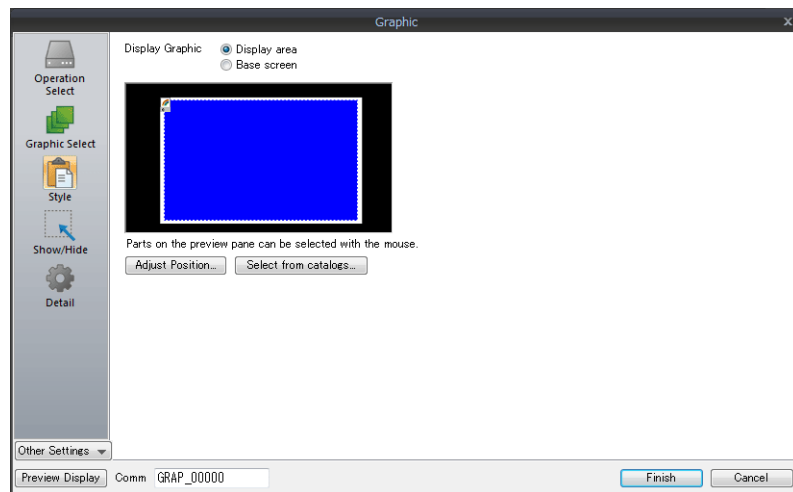 Graphic
x
Operation
Select
Graphic Select
Style
Show/Hide
Detail
Other Settings
Display Graphic
Display area
Base screen
Parts on the preview pane can be selected with the mouse.
Adjust Position...
Select from catalogs...
Preview Display
Comm
GRAP_00000
Finish
Cancel